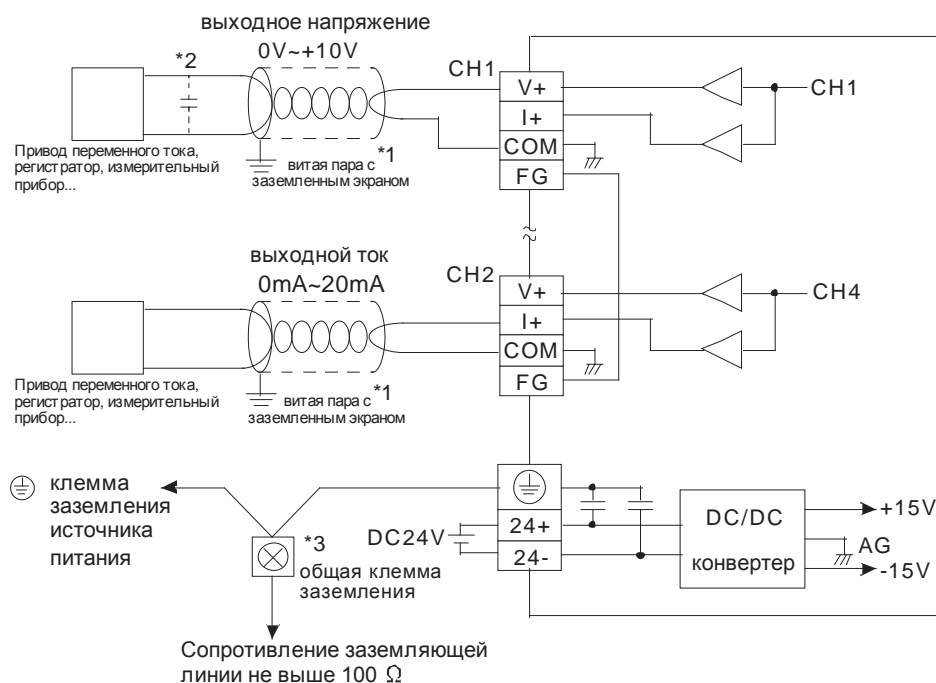 выходное напряжение
0V~+10V
*2
CH1
V+
I+
COM
FG
CH1
Привод переменного тока,
регистратор, измерительный
прибор...
*1
витая пара с
заземленным экраном
выходной ток
0mA~20mA
CH2
V+
I+
COM
FG
CH4
Привод переменного тока,
регистратор, измерительный
прибор...
*1
витая пара с
заземленным экраном
клемма
заземления
источника
питания
*3
общая клемма
заземления
DC24V
24+
24-
DC/DC
конвертер
+15V
AG
-15V
Сопротивление заземляющей
линии не выше 100 Ω